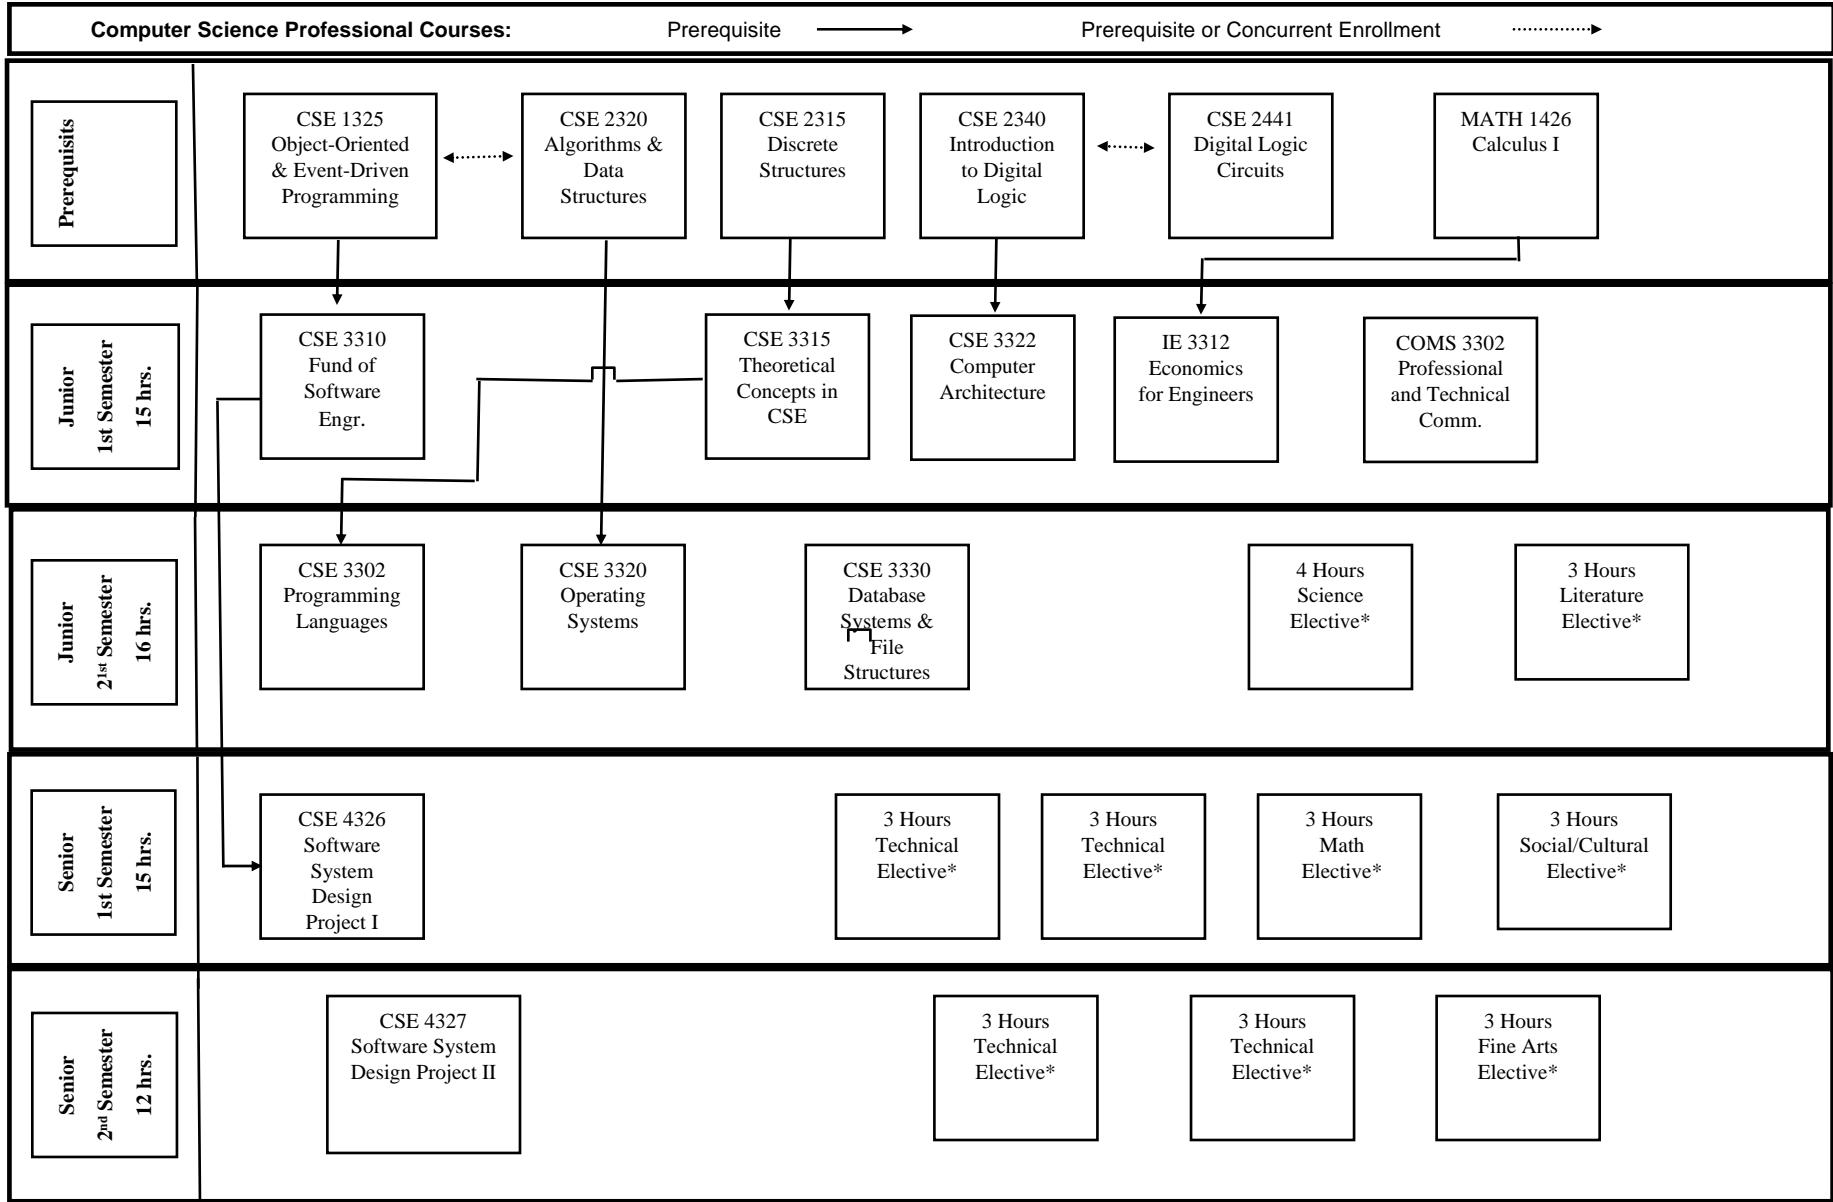 Computer Science Professional Courses: Prerequisite Prerequisite or Concurrent Enrollment
Prerequisits
CSE 1325
Object-Oriented
& Event-Driven
Programming
CSE 2320
Algorithms &
Data
Structures
CSE 2315
Discrete
Structures
CSE 2340
Introduction
to Digital
Logic
CSE 2441
Digital Logic
Circuits
MATH 1426
Calculus I
Junior
1st Semester
15 hrs.
CSE 3310
Fund of
Software
Engr.
CSE 3315
Theoretical
Concepts in
CSE
CSE 3322
Computer
Architecture
IE 3312
Economics
for Engineers
COMS 3302
Professional
and Technical
Comm.
Junior
21st Semester
16 hrs.
CSE 3302
Programming
Languages
CSE 3320
Operating
Systems
CSE 3330
Database
Systems &
File
Structures
4 Hours
Science
Elective*
3 Hours
Literature
Elective*
Senior
1st Semester
15 hrs.
CSE 4326
Software
System
Design
Project I
3 Hours
Technical
Elective*
3 Hours
Technical
Elective*
3 Hours
Math
Elective*
3 Hours
Social/Cultural
Elective*
Senior
2nd Semester
12 hrs.
CSE 4327
Software System
Design Project II
3 Hours
Technical
Elective*
3 Hours
Technical
Elective*
3 Hours
Fine Arts
Elective*